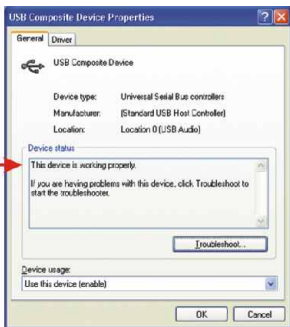 USB Composite Device Properties
General Driver
USB Composite Device
Device type: Universal Serial Bus controllers
Manufacturer: (Standard USB Host Controller)
Location: Location 0 (USB Audio)
Device status
This device is working properly.
If you are having problems with this device, click Troubleshoot to
start the troubleshooter.
Troubleshoot...
Device usage:
Use this device (enable)
OK Cancel